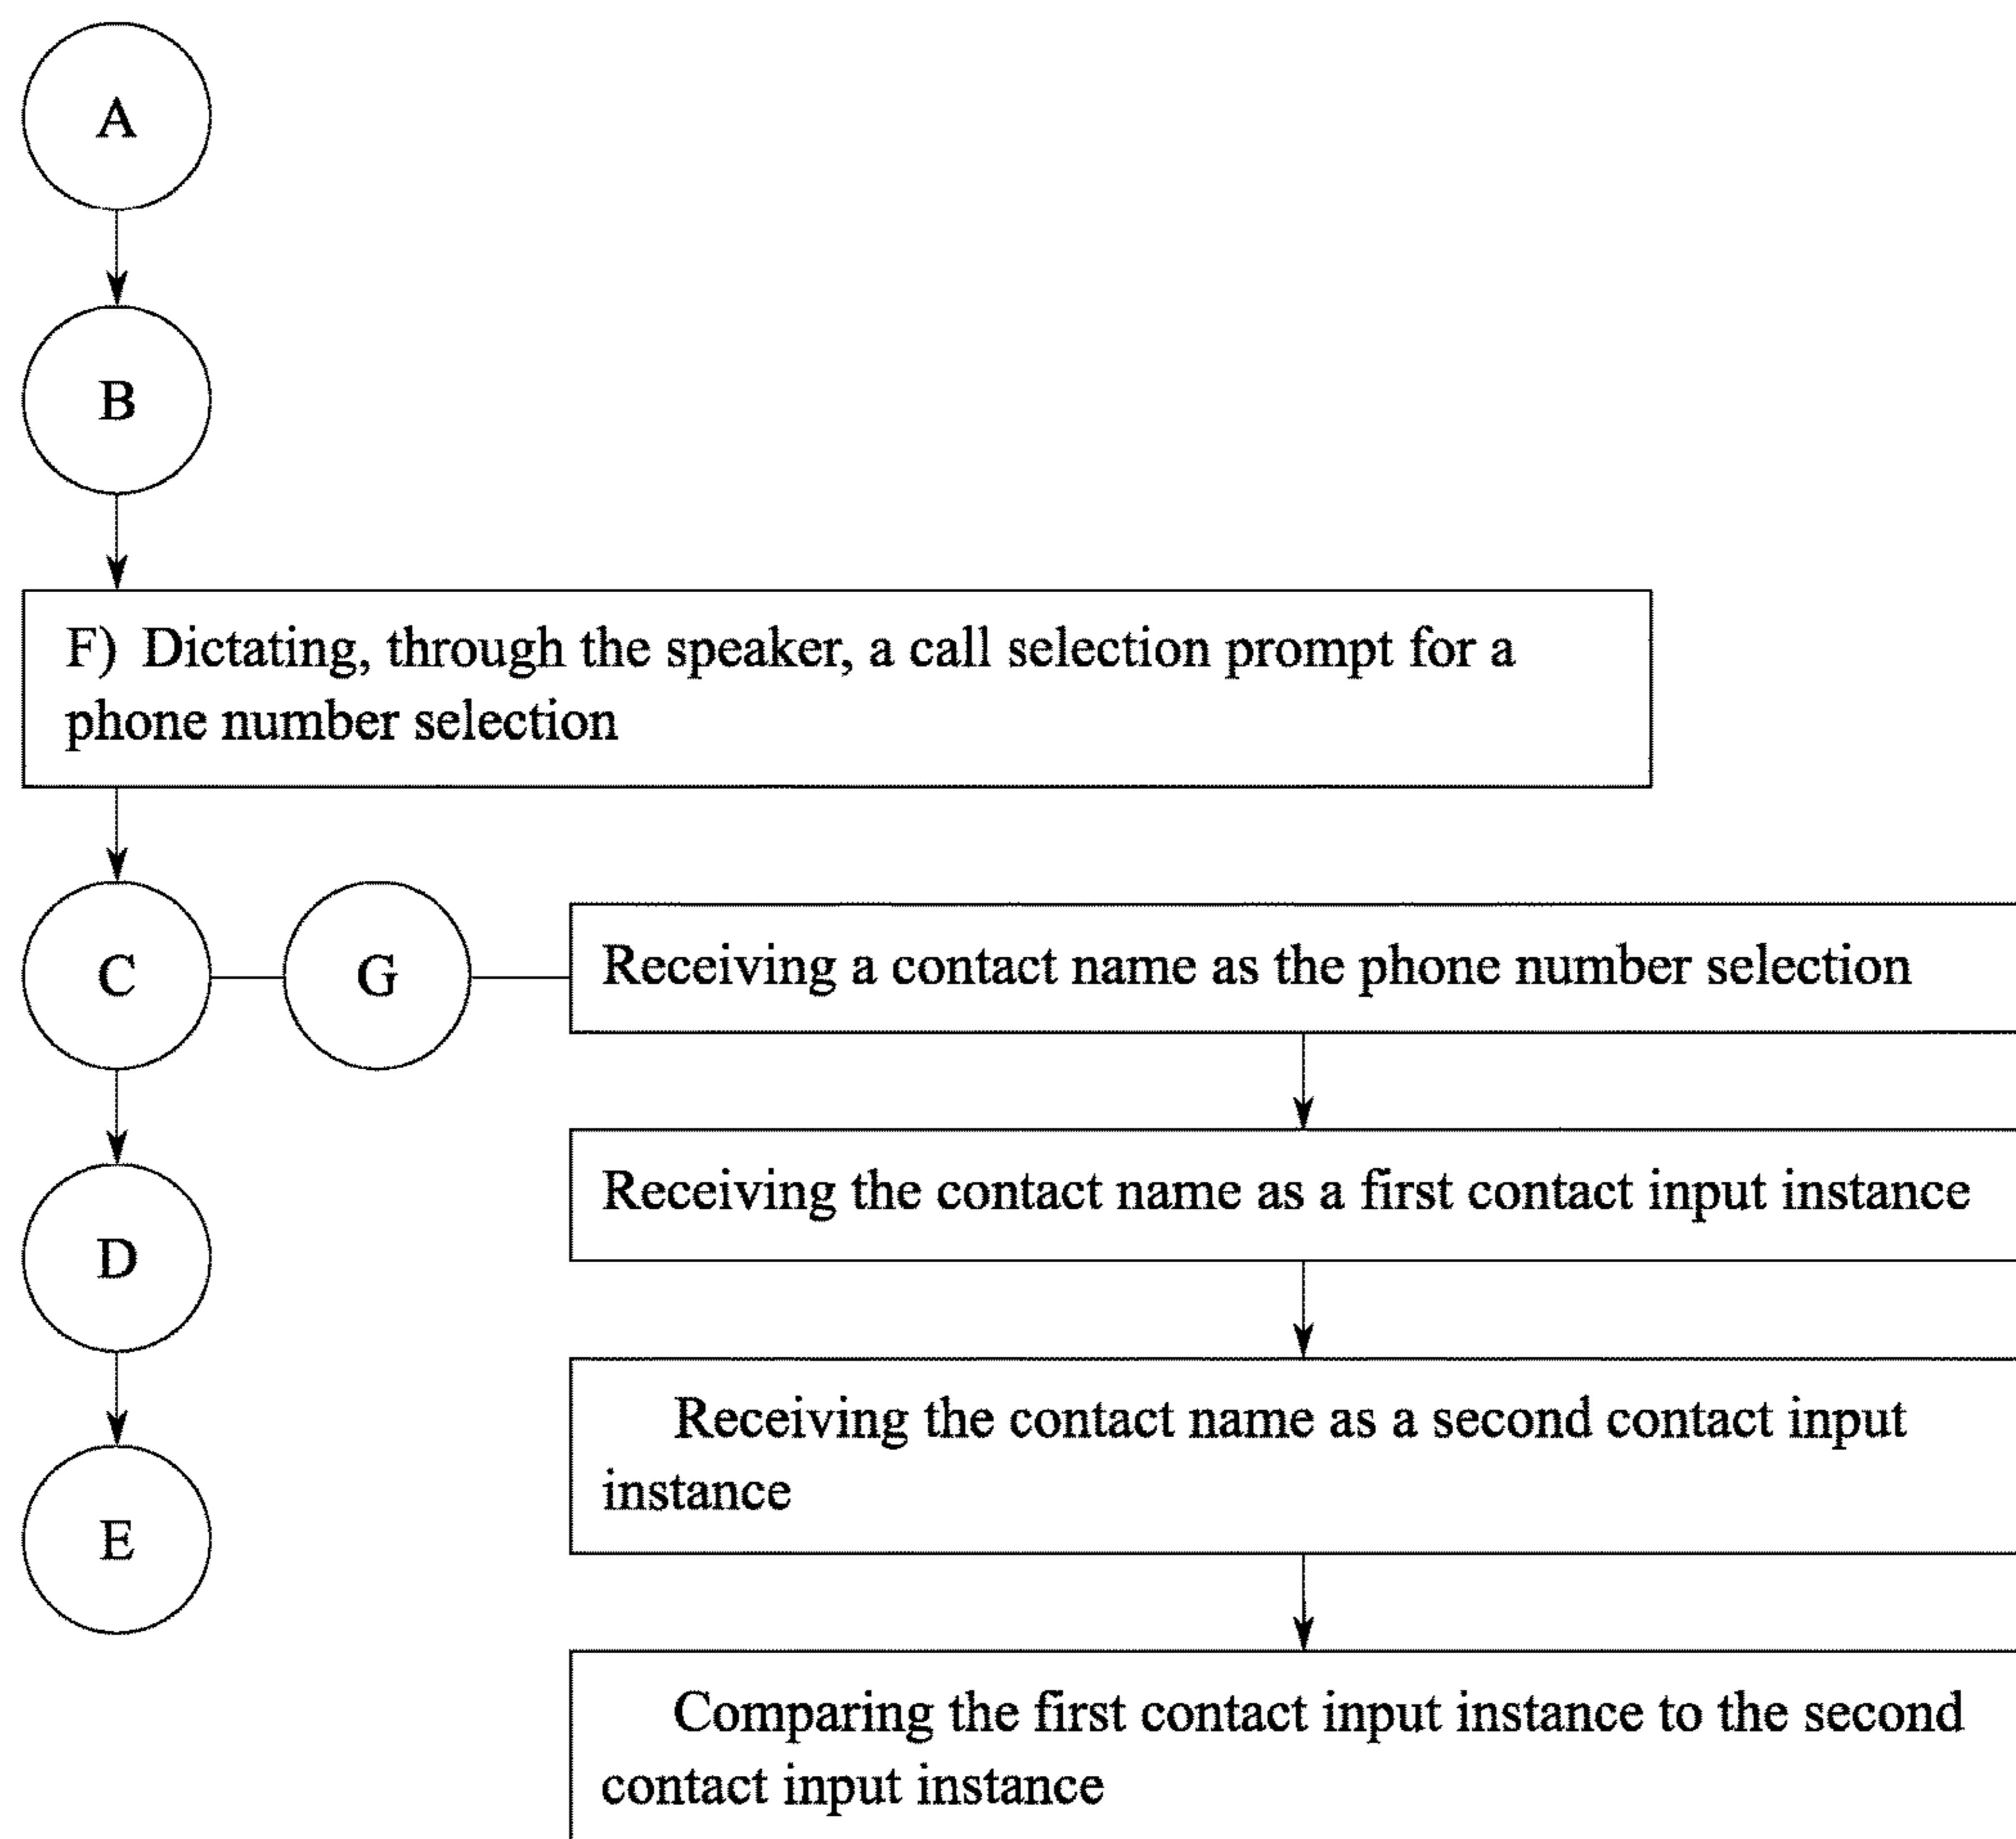 A
B
F) Dictating, through the speaker, a call selection prompt for a
phone number selection
C
G
Receiving a contact name as the phone number selection
Receiving the contact name as a first contact input instance
D
Receiving the contact name as a second contact input
instance
E
Comparing the first contact input instance to the second
contact input instance